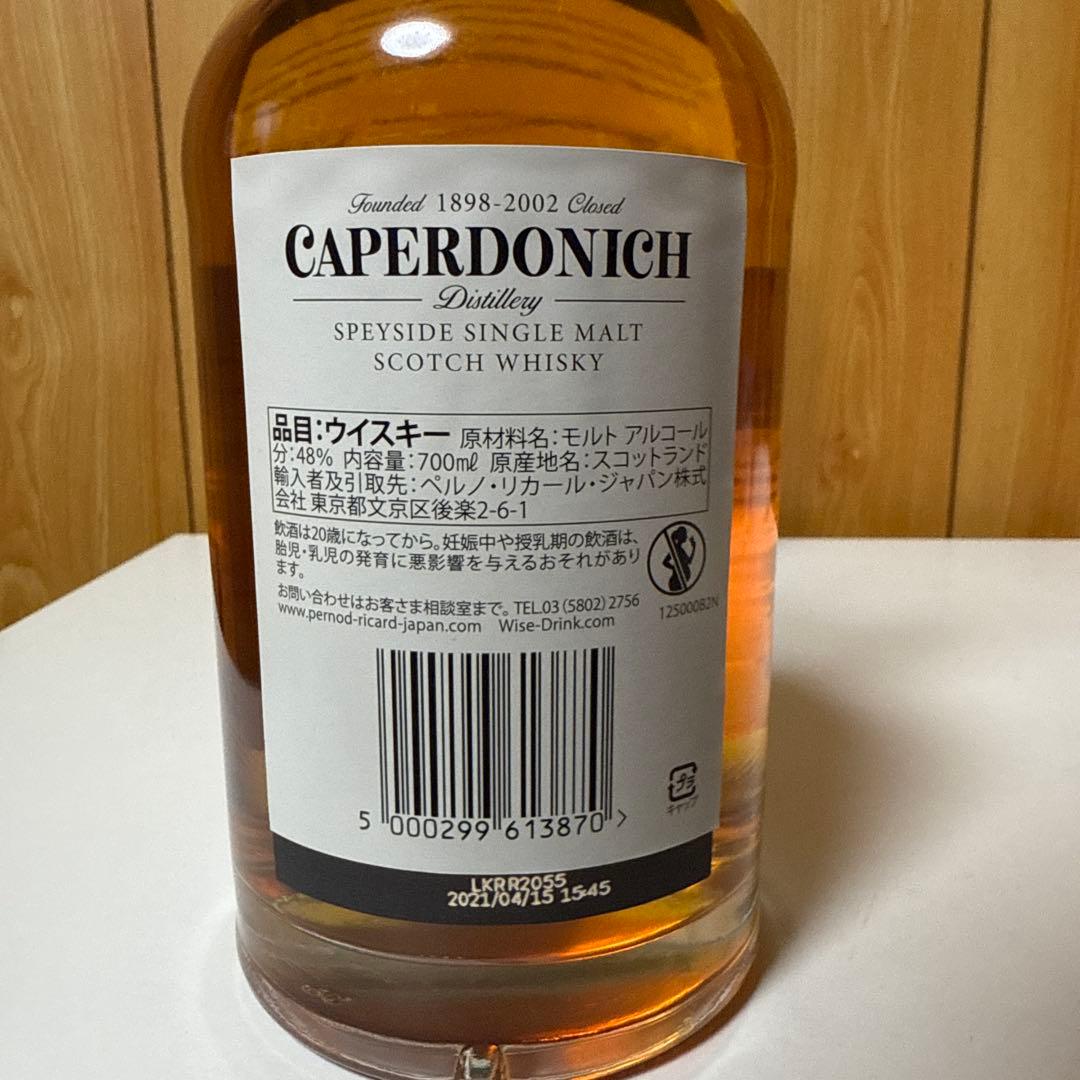 Founded 1898-2002 Closed
CAPERDONICH
Distillery
SPEYSIDE SINGLE MALT
SCOTCH WHISKY
品目:ウイスキー 原材料名:モルト アルコール
分:48% 内容量:700㎖ 原産地名:スコットランド
輸入者及引取先:ペルノ・リカール・ジャパン株式
会社 東京都文京区後楽2-6-1
飲酒は20歳になってから。妊娠中や授乳期の飲酒は、
胎児・乳児の発育に悪影響を与えるおそれがあり
ます。
お問い合わせはお客さま相談室まで。TEL.03(5802)2756
www.pernod-ricard-japan.com Wise-Drink.com
125000B2N
プラ
キャップ
5 000299 613870 >
LKRR2055
2021/04/15 15:45